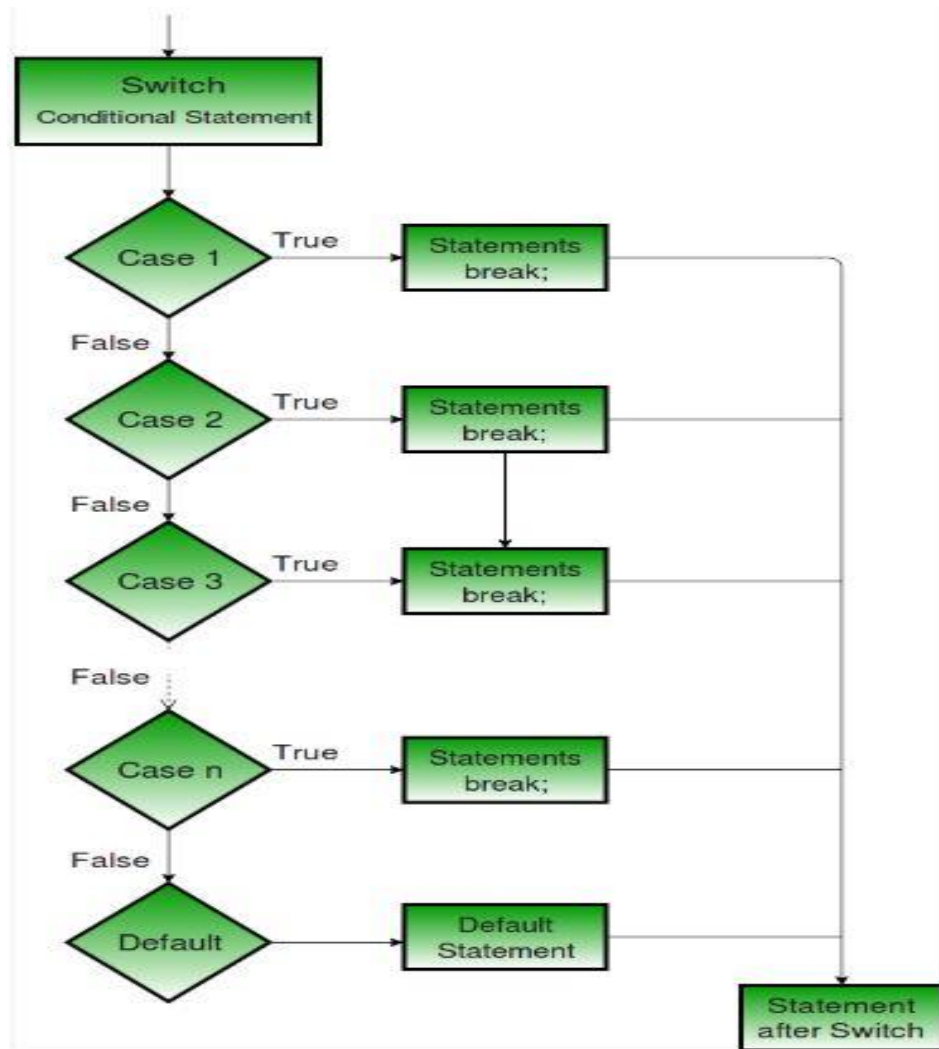 Switch
Conditional Statement
Case 1
True
Statements
break;
False
Case 2
True
Statements
break;
False
Case 3
True
Statements
break;
False
Case n
True
Statements
break;
False
Default
Default
Statement
Statement
after Switch